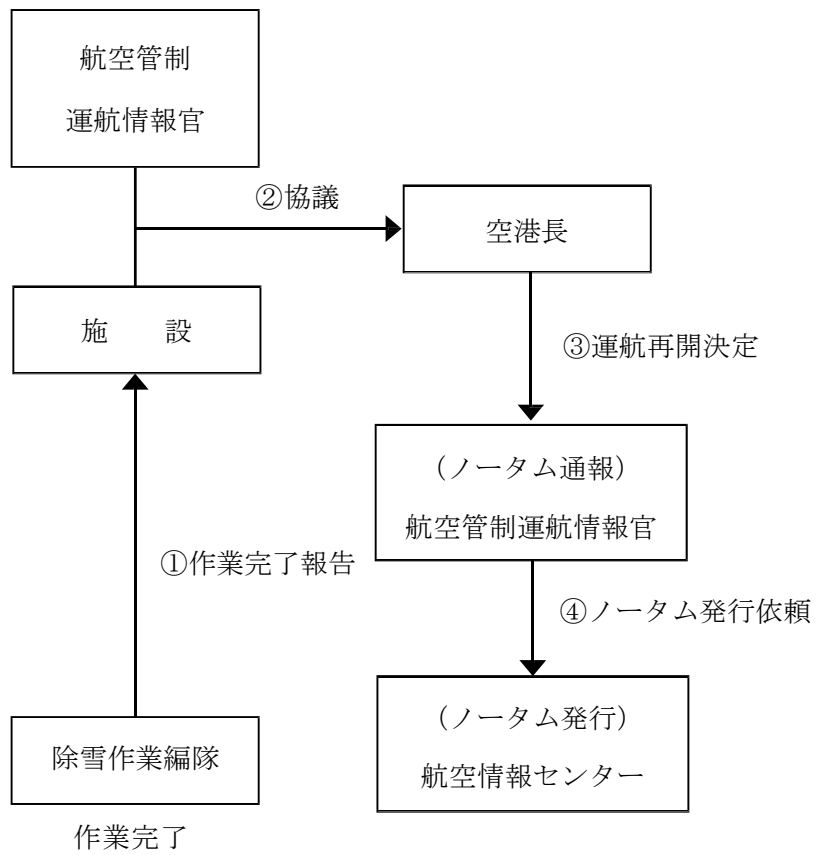 航空管制
運航情報官
②協議
空港長
施　　設
③運航再開決定
（ノータム通報）
航空管制運航情報官
①作業完了報告
④ノータム発行依頼
（ノータム発行）
航空情報センター
除雪作業編隊
作業完了